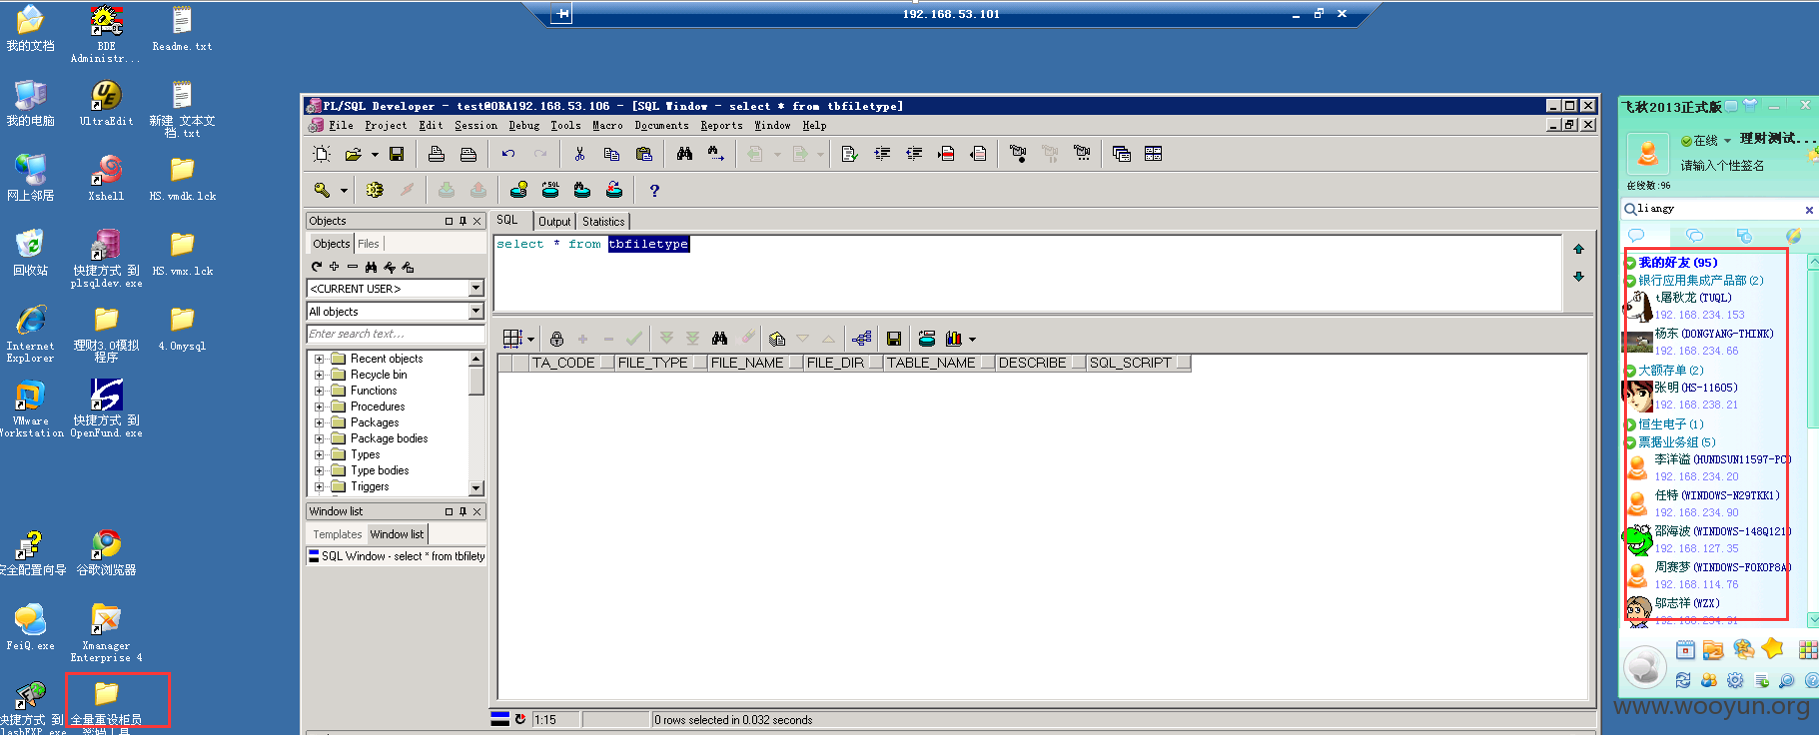 192.168.53.101
我的文档
BDE
Administr...
Readme.txt
我的电脑
UltraEdit
新建 文本文
档.txt
网上邻居
Xshell
HS.vmdk.lck
回收站
快捷方式 到
plsqldev.exe
HS.vmx.lck
Internet
Explorer
理财3.0模拟
程序
4.0mysql
VMware
Workstation
快捷方式 到
OpenFund.exe
安全配置向导
谷歌浏览器
FeiQ.exe
Xmanager
Enterprise 4
快捷方式 到
lashFXP.exe
全量重设柜员
密码工具
PL/SQL Developer - test@ORA192.168.53.106 - [SQL Window - select * from tbfiletype]
File Project Edit Session Debug Tools Macro Documents Reports Window Help
Objects
Objects Files
<CURRENT USER>
All objects
Enter search text...
Recent objects
Recycle bin
Functions
Procedures
Packages
Package bodies
Types
Type bodies
Triggers
Window list
Templates Window list
SQL Window - select * from tbfilety
SQL Output Statistics
select * from tbfiletype
TA_CODE FILE_TYPE FILE_NAME FILE_DIR TABLE_NAME DESCRIBE SQL_SCRIPT
1:15 0 rows selected in 0.032 seconds
飞秋2013正式版
在线 理财测试...
请输入个性签名
在线数:96
liangy
我的好友(95)
银行应用集成产品部(2)
t屠秋龙(TUQL)
192.168.234.153
杨东(DONGYANG-THINK)
192.168.234.66
大额存单(2)
张明(HS-11605)
192.168.238.21
恒生电子(1)
票据业务组(5)
李洋溢(HUNDSUN11597-PC)
192.168.234.20
任特(WINDOWS-N29TKK1)
192.168.234.90
邵海波(WINDOWS-148Q121)
192.168.127.35
周赛梦(WINDOWS-FOKOP8A)
192.168.114.76
邬志祥(WZX)
www.wooyun.org